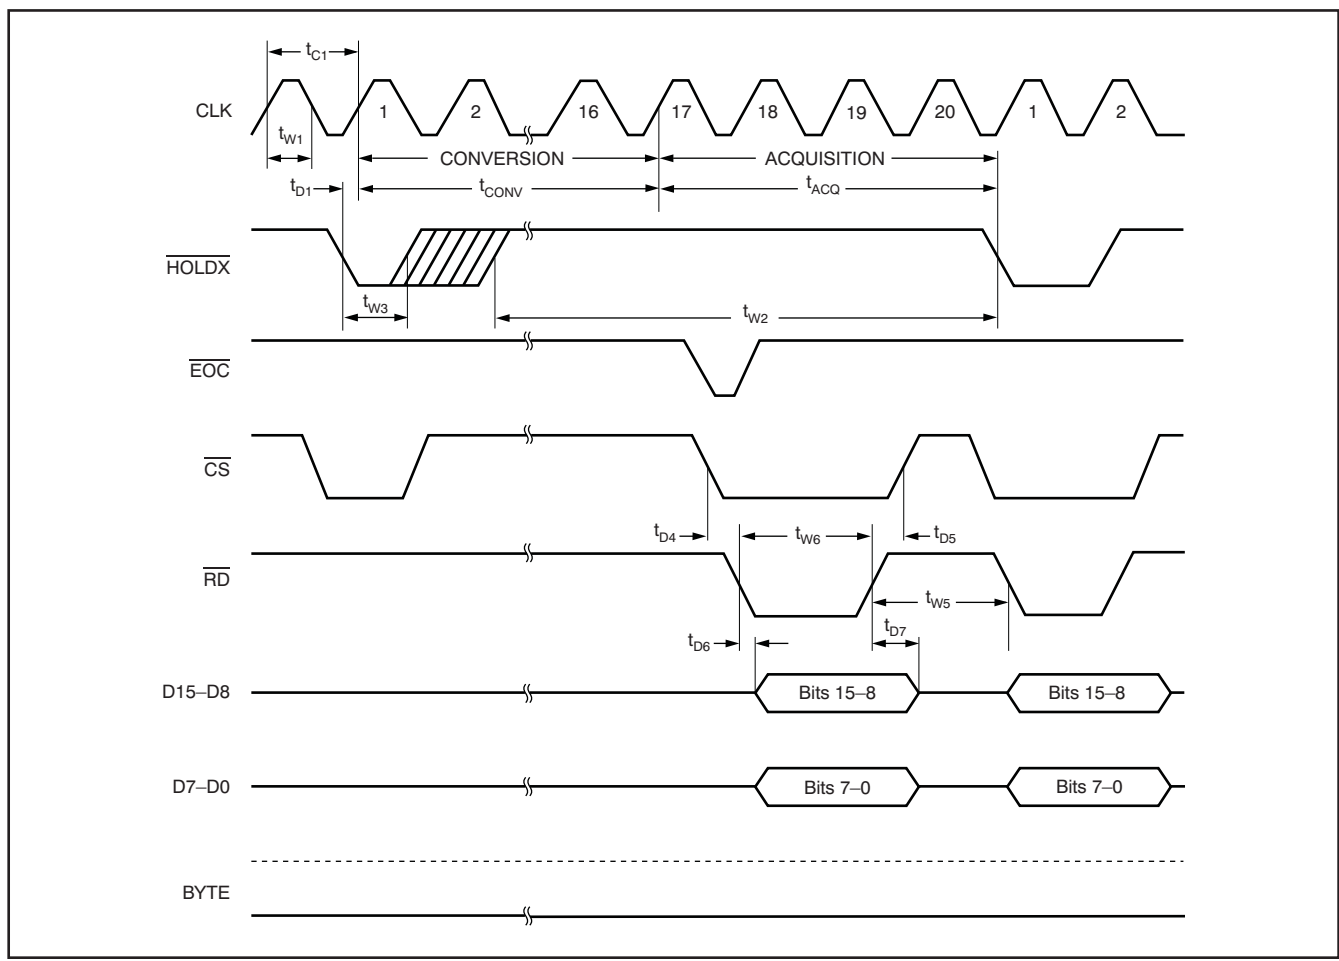 tC1
CLK 1 2 16 17 18 19 20 1 2
tW1
CONVERSION ACQUISITION
tD1 tCONV tACQ
HOLDX
tW3 tW2
EOC
CS
tD4 tW6 tD5
RD
tW5
tD6 tD7
D15–D8 Bits 15–8 Bits 15–8
D7–D0 Bits 7–0 Bits 7–0
BYTE